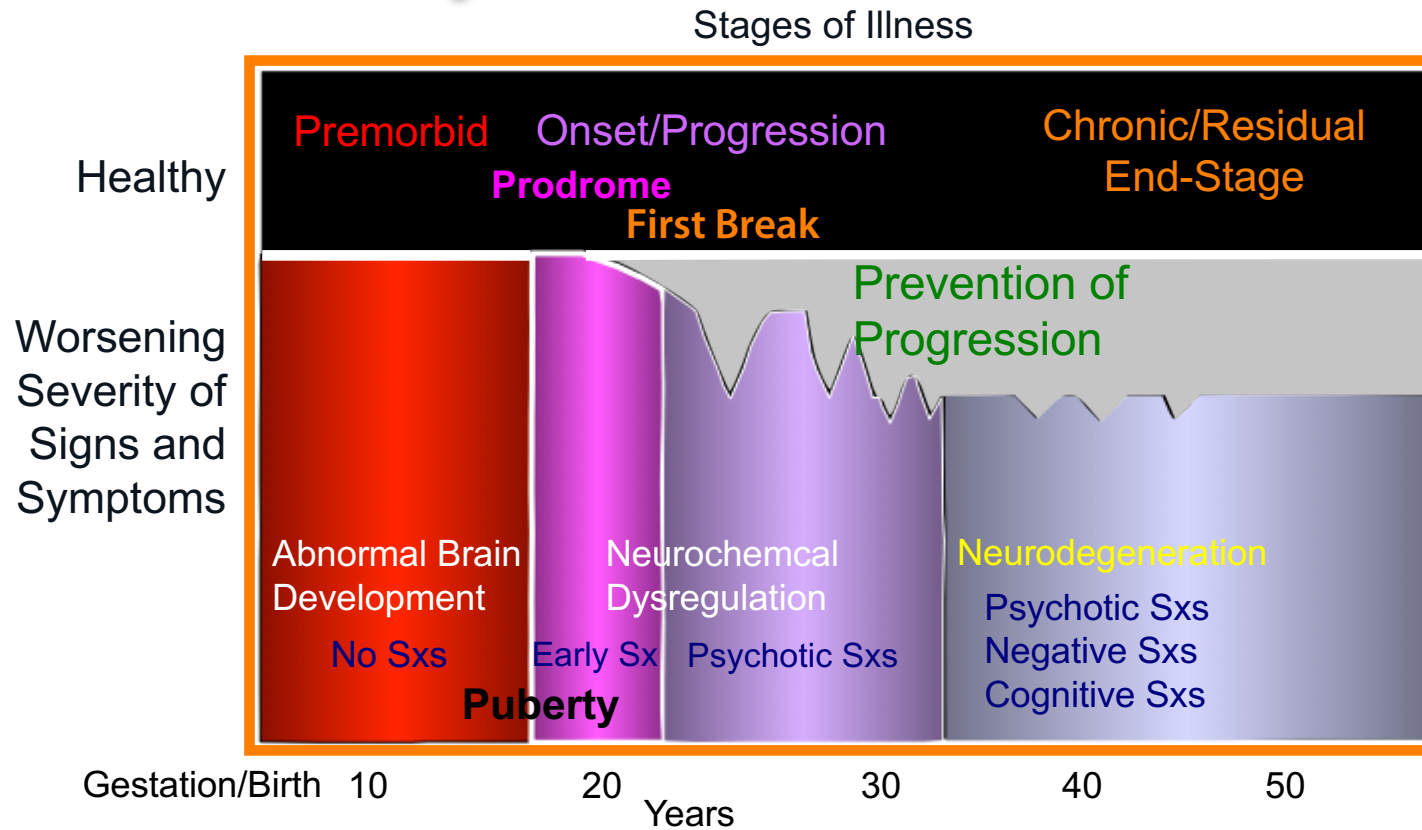 Stages of Illness
Premorbid
Onset/Progression
Chronic/Residual
End-Stage
Healthy
Prodrome
First Break
Prevention of
Progression
Worsening
Severity of
Signs and
Symptoms
Abnormal Brain
Development
Neurochemcal
Dysregulation
Neurodegeneration
No Sxs
Early Sx
Psychotic Sxs
Psychotic Sxs
Negative Sxs
Cognitive Sxs
Puberty
Gestation/Birth 10 20 30 40 50
Years